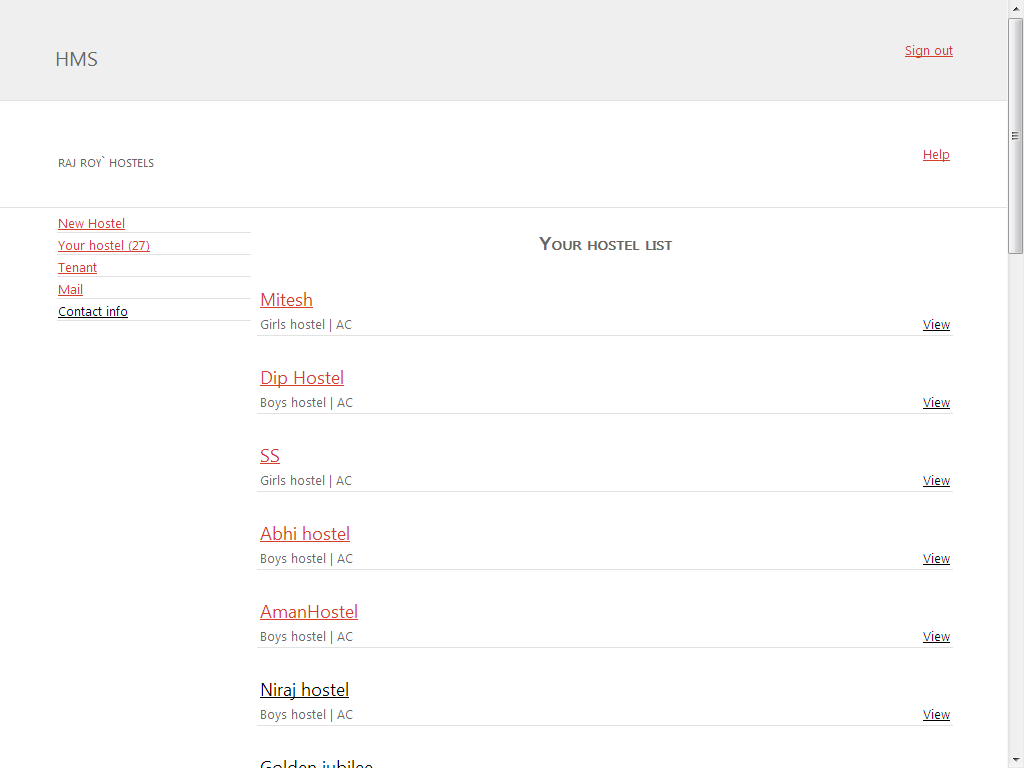 HMS
Sign out
RAJ ROY` HOSTELS
Help
New Hostel
Your hostel (27)
Tenant
Mail
Contact info
Your hostel list
Mitesh
Girls hostel | AC
View
Dip Hostel
Boys hostel | AC
View
SS
Girls hostel | AC
View
Abhi hostel
Boys hostel | AC
View
AmanHostel
Boys hostel | AC
View
Niraj hostel
Boys hostel | AC
View
Golden jubilee